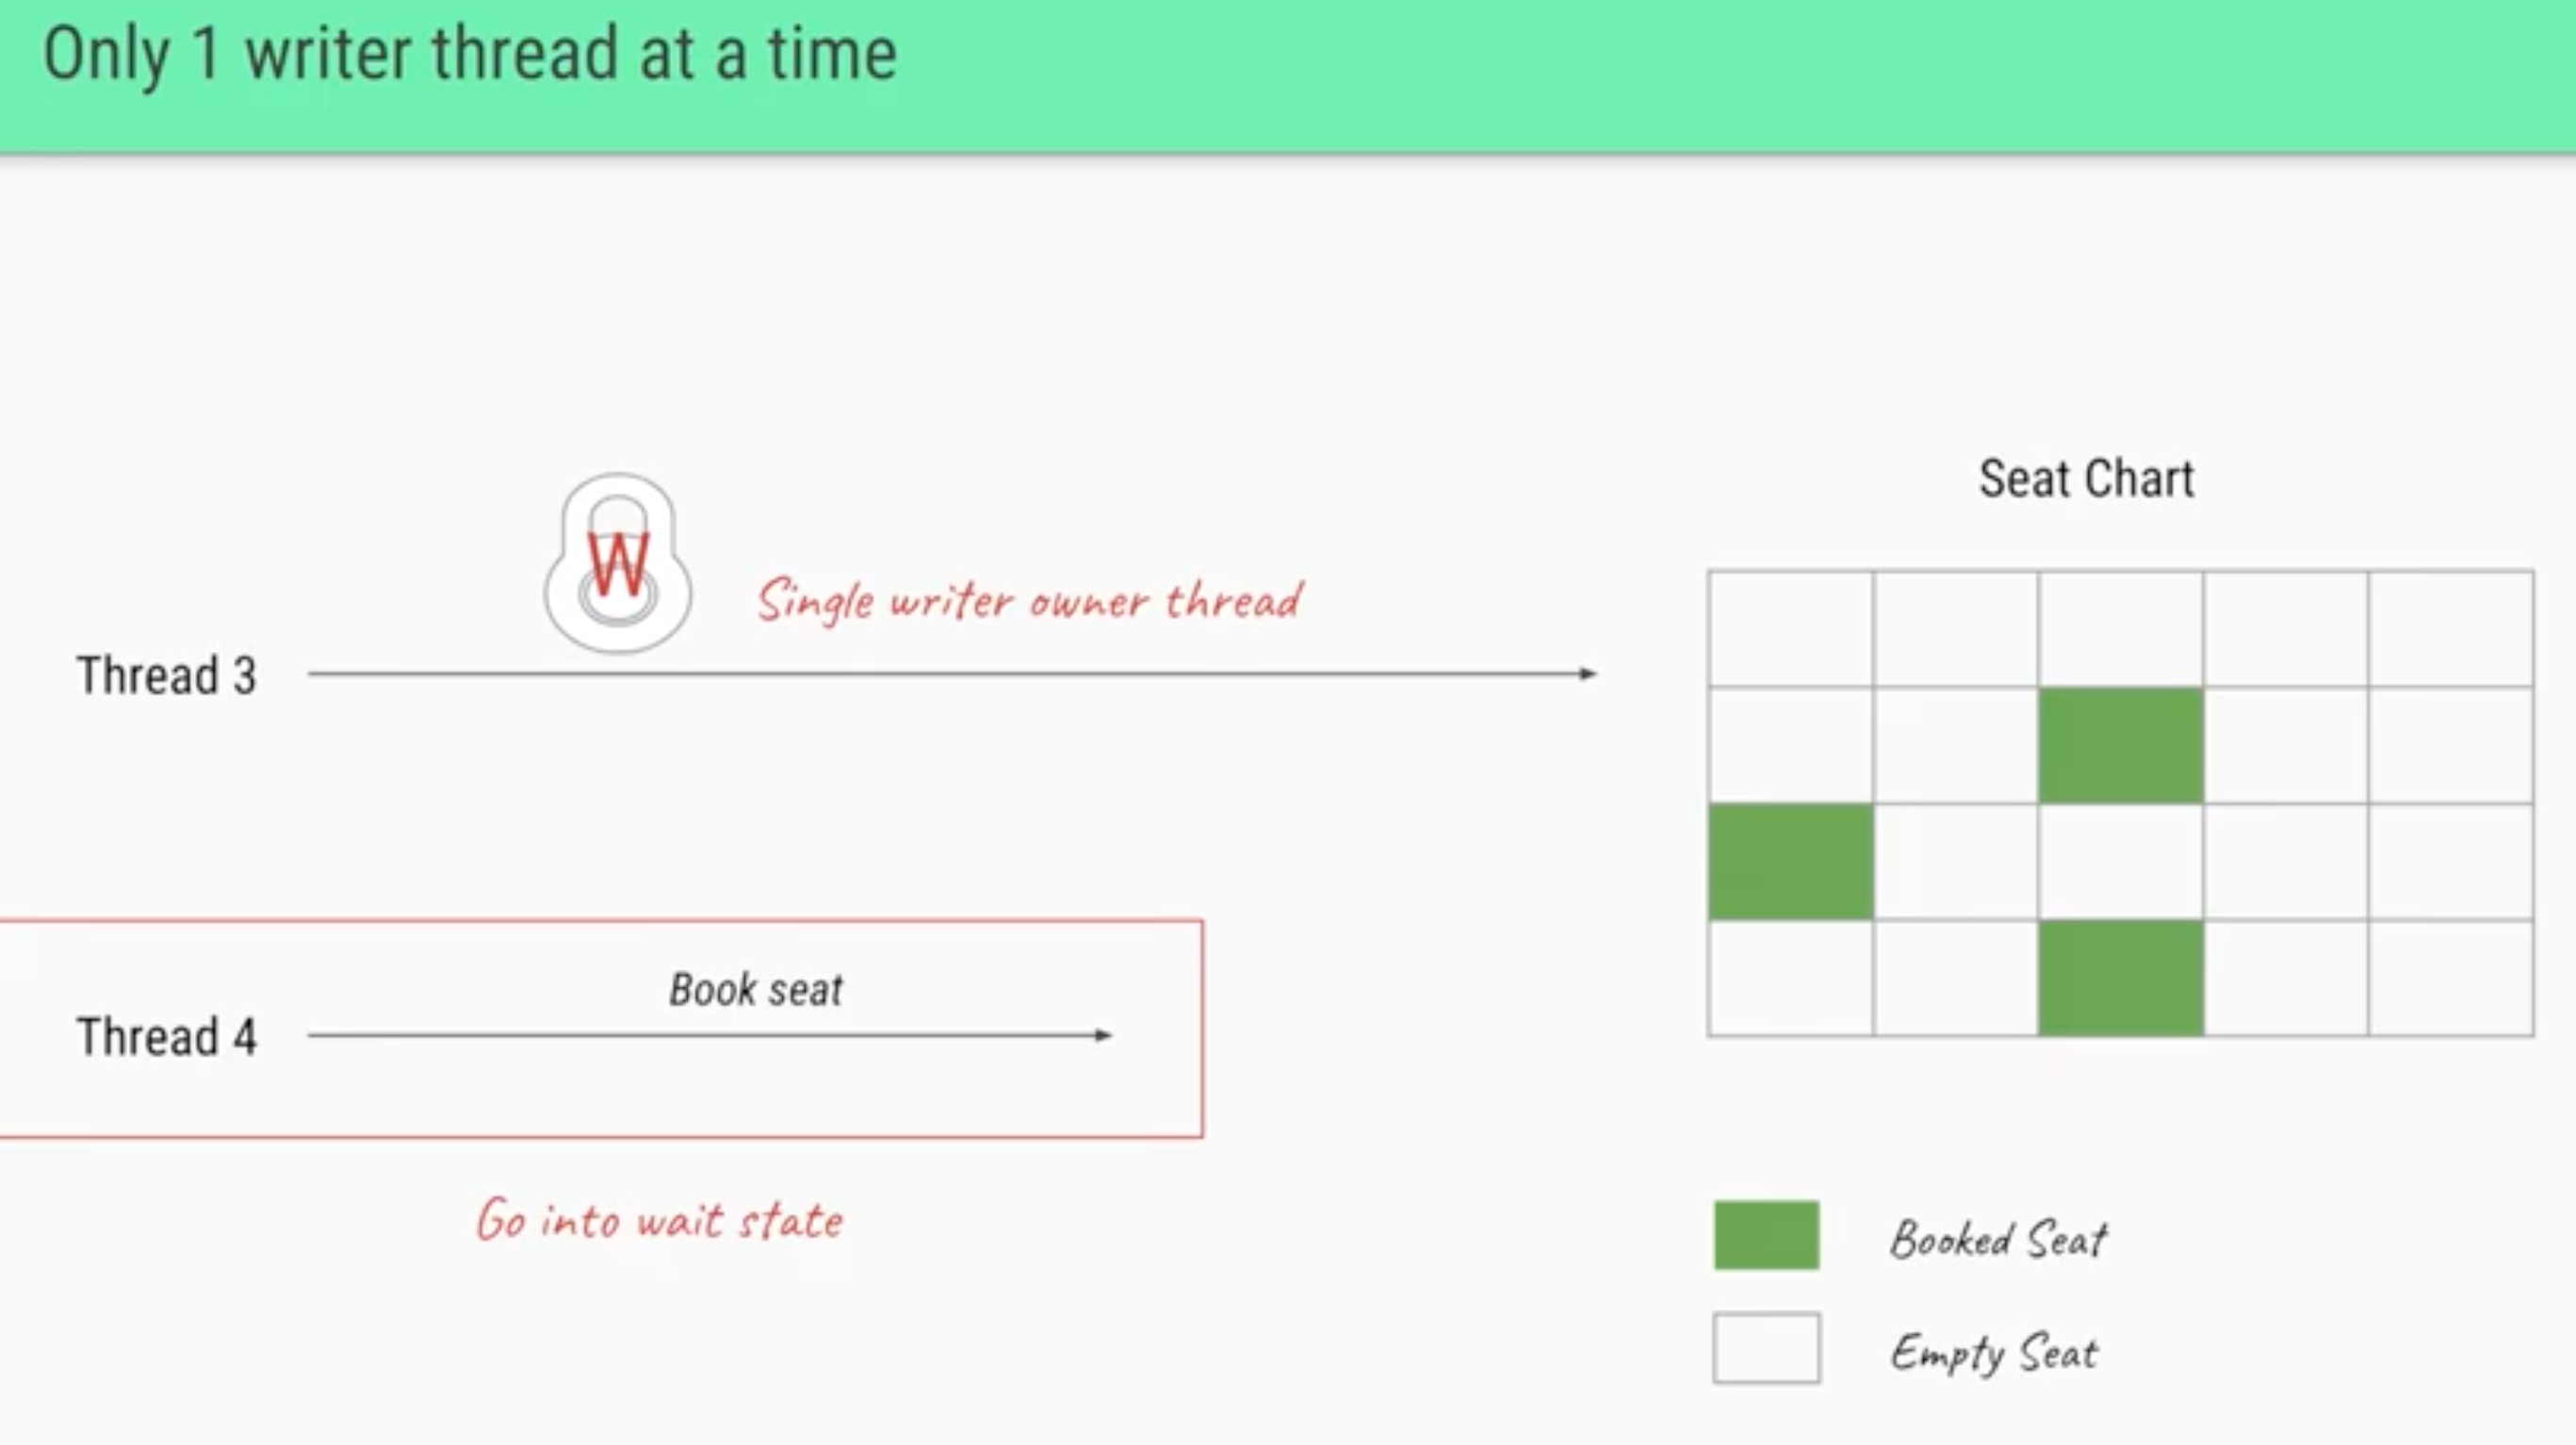 Only 1 writer thread at a time
Seat Chart
W
Single writer owner thread
Thread 3
Book seat
Thread 4
Go into wait state
Booked Seat
Empty Seat